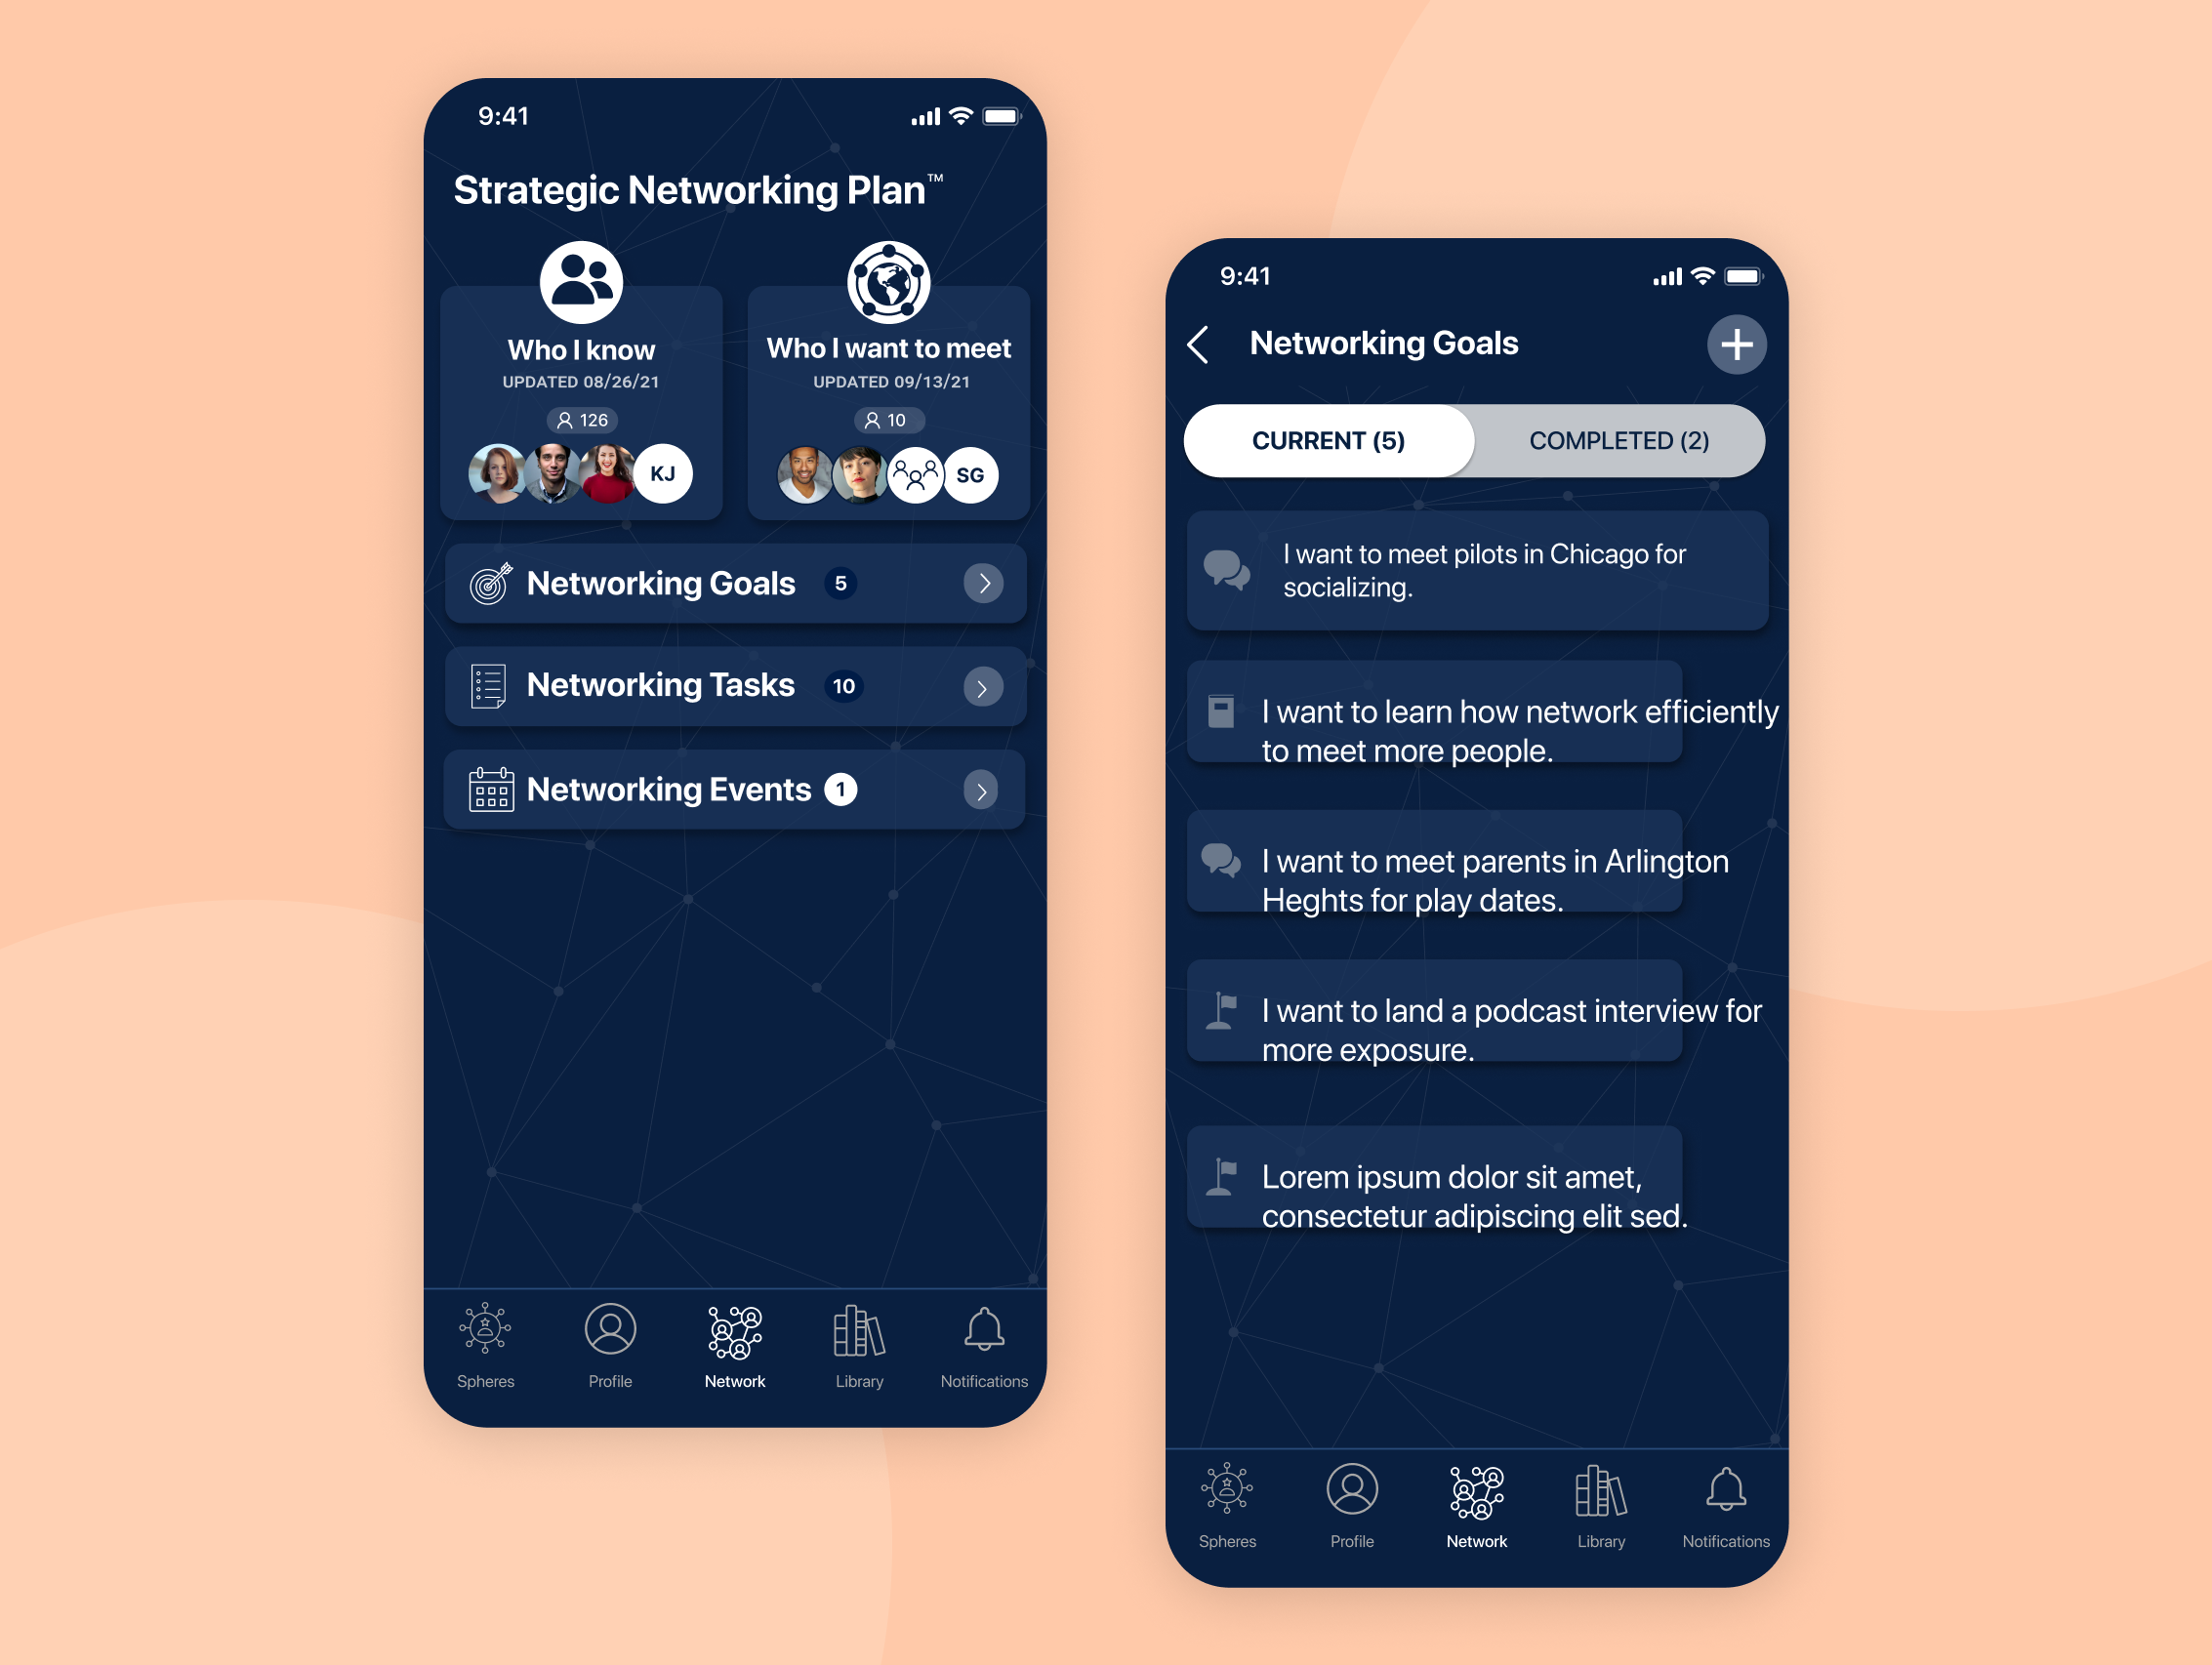 9:41
Strategic Networking Plan™
Who I know
UPDATED 08/26/21
126
KJ
Who I want to meet
UPDATED 09/13/21
10
SG
Networking Goals 5
Networking Tasks 10
Networking Events 1
Spheres
Profile
Network
Library
Notifications
9:41
Networking Goals
CURRENT (5)
COMPLETED (2)
I want to meet pilots in Chicago for
socializing.
I want to learn how network efficiently
to meet more people.
I want to meet parents in Arlington
Heghts for play dates.
I want to land a podcast interview for
more exposure.
Lorem ipsum dolor sit amet,
consectetur adipiscing elit sed.
Spheres
Profile
Network
Library
Notifications